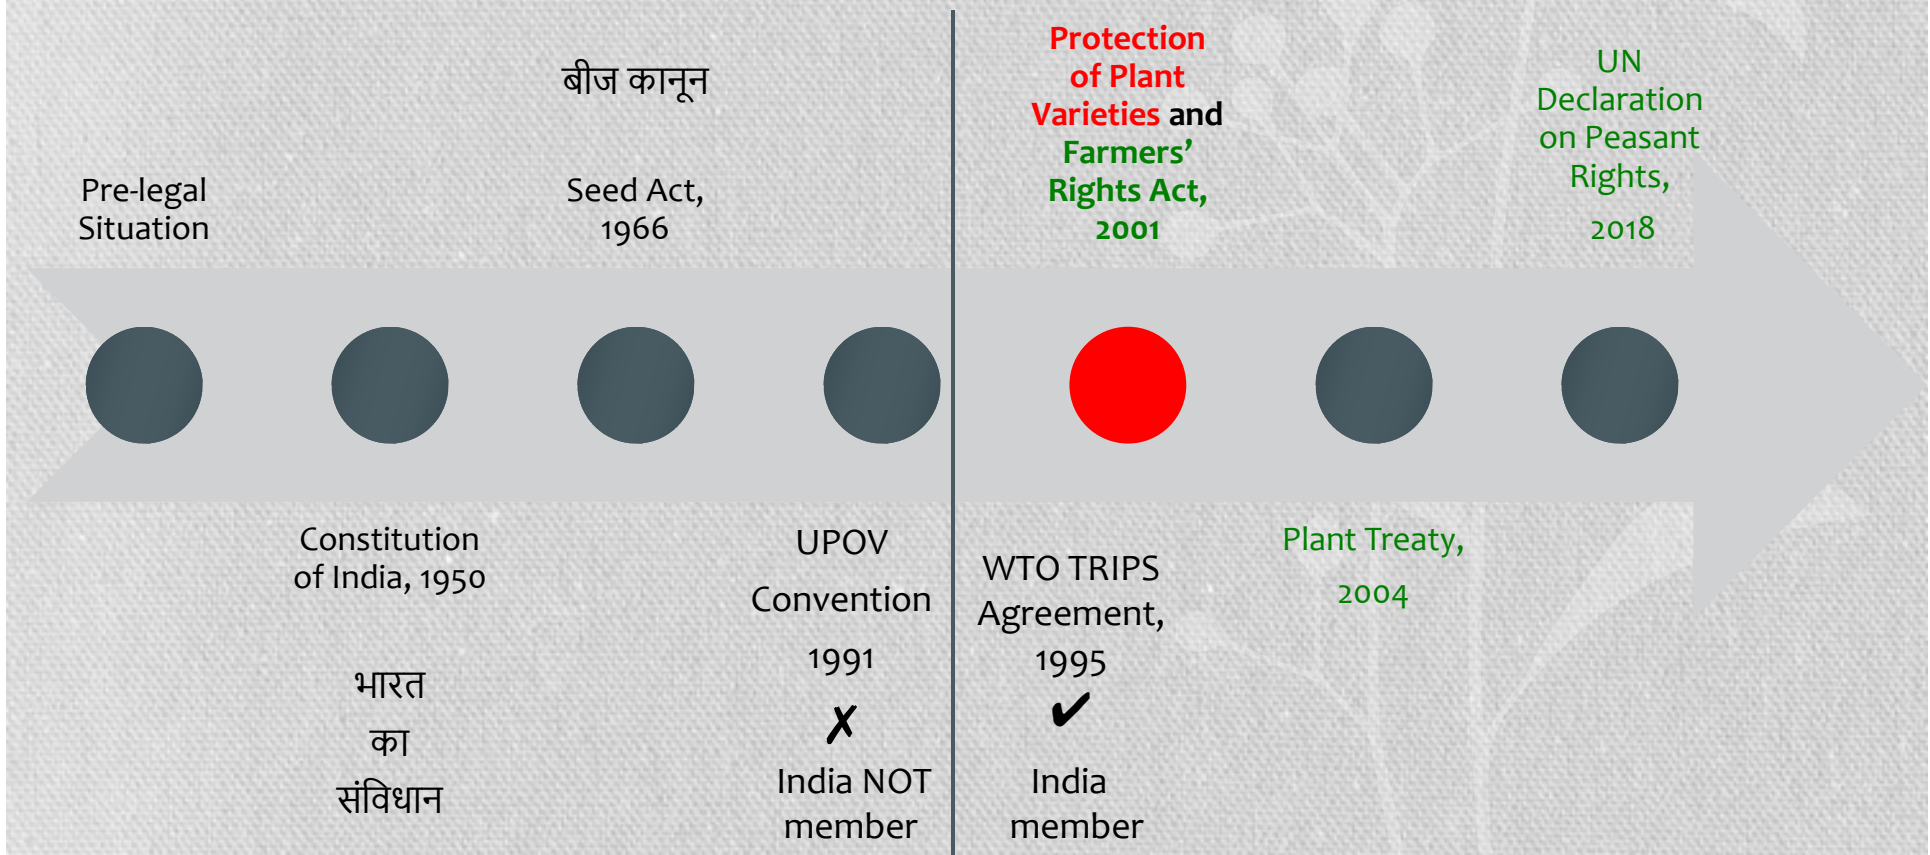 Pre-legal
Situation
बीज कानून
Seed Act,
1966
Protection
of Plant
Varieties and
Farmers’
Rights Act,
2001
UN
Declaration
on Peasant
Rights,
2018
Constitution
of India, 1950
भारत
का
संविधान
UPOV
Convention
1991
✗
India NOT
member
WTO TRIPS
Agreement,
1995
✔
India
member
Plant Treaty,
2004